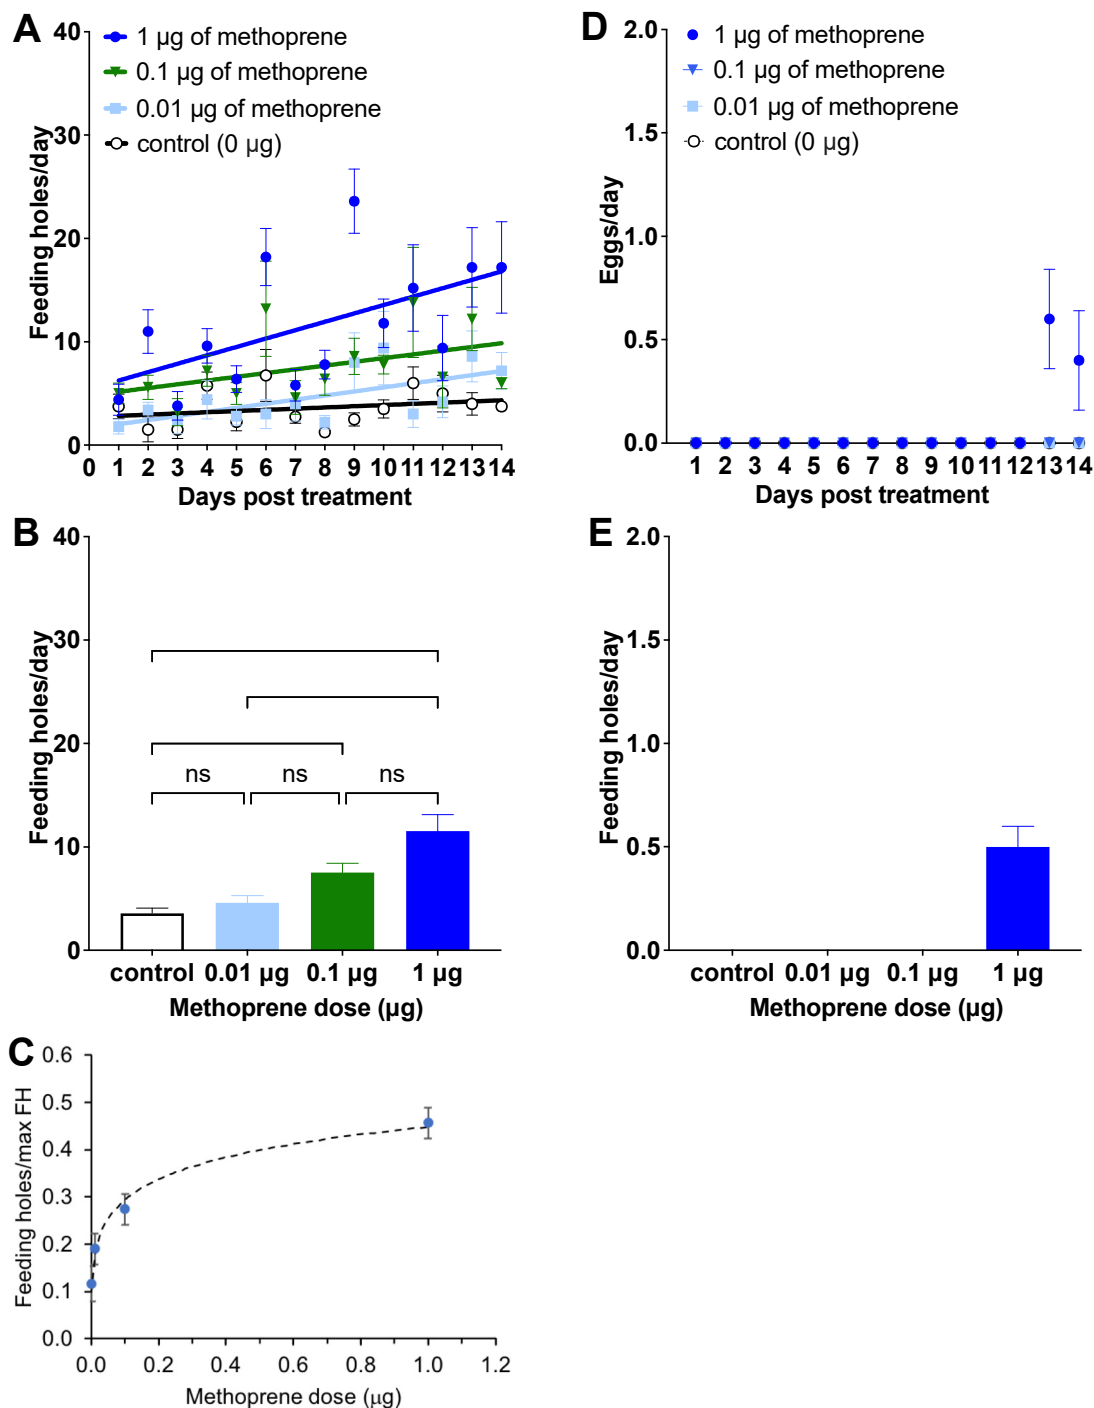 A
40
30
20
10
0
Feeding holes/day
1 µg of methoprene
0.1 µg of methoprene
0.01 µg of methoprene
control (0 µg)
0 1 2 3 4 5 6 7 8 9 10 11 12 13 14
Days post treatment
D
2.0
1.5
1.0
0.5
0.0
Eggs/day
1 µg of methoprene
0.1 µg of methoprene
0.01 µg of methoprene
control (0 µg)
1 2 3 4 5 6 7 8 9 10 11 12 13 14
Days post treatment
B
40
30
20
10
0
Feeding holes/day
ns ns ns
control 0.01 µg 0.1 µg 1 µg
Methoprene dose (µg)
E
2.0
1.5
1.0
0.5
0.0
Feeding holes/day
control 0.01 µg 0.1 µg 1 µg
Methoprene dose (µg)
C
0.6
0.5
0.4
0.3
0.2
0.1
0.0
Feeding holes/max FH
0.0 0.2 0.4 0.6 0.8 1.0 1.2
Methoprene dose (µg)